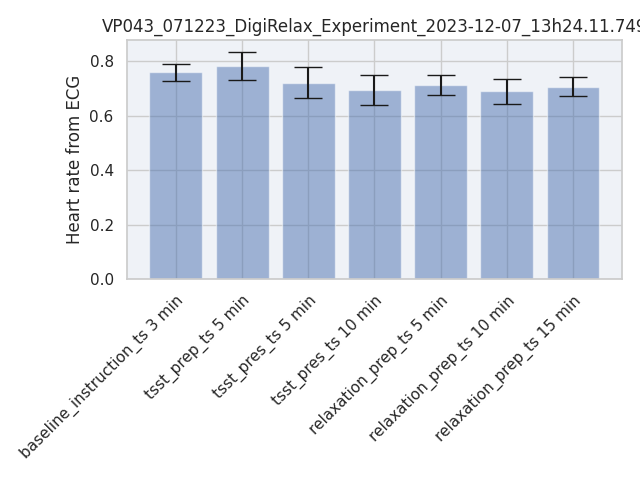 VP043_071223_DigiRelax_Experiment_2023-12-07_13h24.11.749
Heart rate from ECG
0.8
0.6
0.4
0.2
0.0
baseline_instruction_ts 3 min
tsst_prep_ts 5 min
tsst_pres_ts 5 min
tsst_pres_ts 10 min
relaxation_prep_ts 5 min
relaxation_prep_ts 10 min
relaxation_prep_ts 15 min